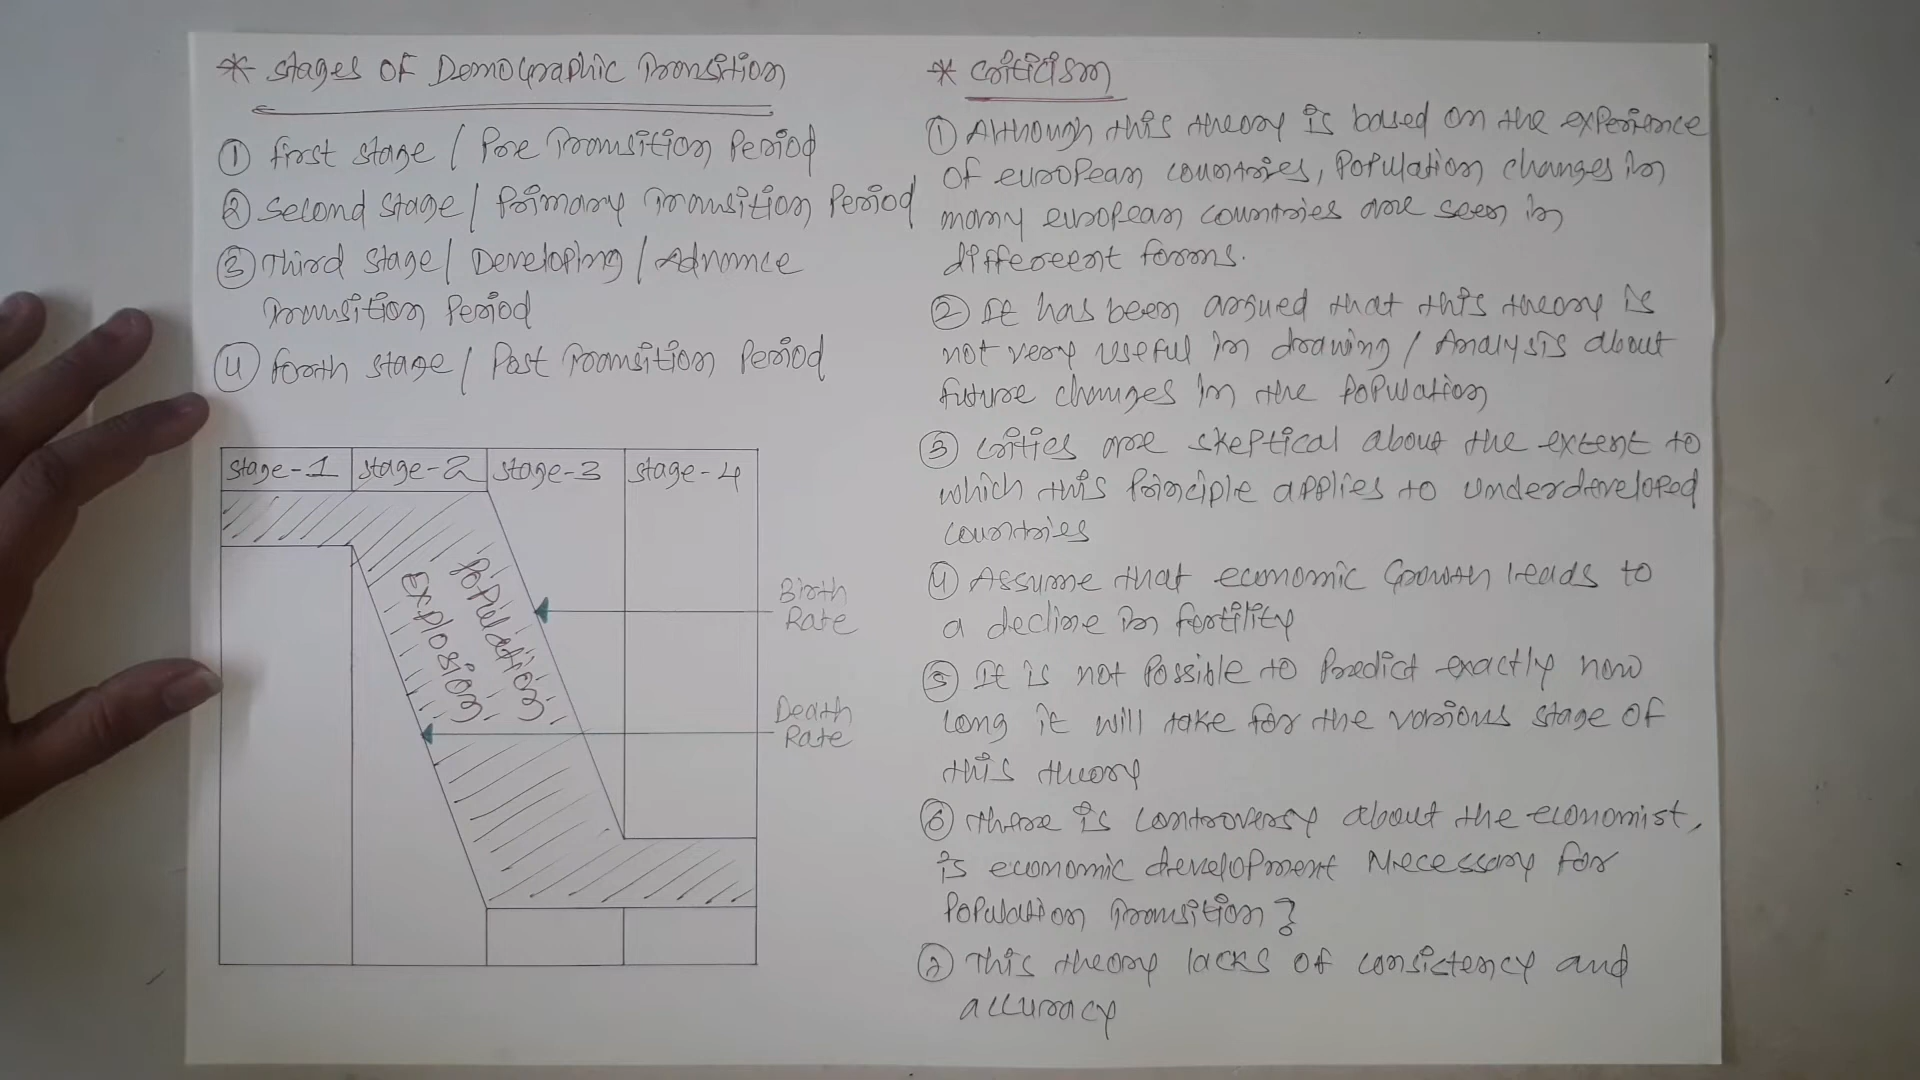 * Stages of Demographic Transition
① First stage / Pre Transition Period
② Second stage / Primary Transition Period
③ Third stage / Developing / Advance
Transition Period
④ forth stage / Post Transition Period
stage-1 stage-2 stage-3 stage-4
Population
Explosion
Birth
Rate
Death
Rate
* Criticism
① Although this theory is based on the experience
of european countries, Population changes in
many european countries are seen in
differeent forms.
② It has been argued that this theory is
not very useful in drawing / Analysis about
future changes in the Population
③ critics are skeptical about the extent to
which this Principle applies to underdeveloped
countries
④ Assume that economic Growth leads to
a decline in fertility
⑤ It is not Possible to Predict exactly how
long it will take for the various stage of
this theory
⑥ There is controversy about the economist,
is economic development Necessary for
Population Transition?
⑦ This theory lacks of consistency and
accuracy